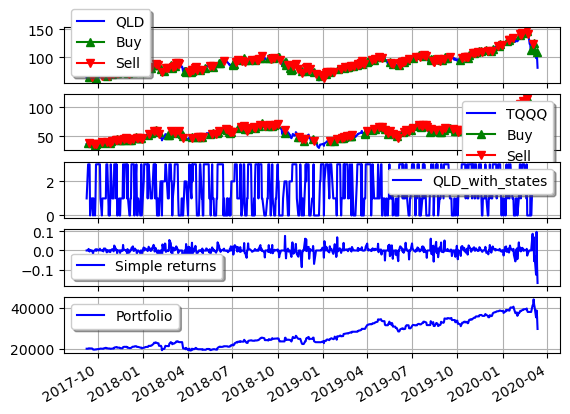 150
100
QLD
Buy
Sell
100
50
TQQQ
Buy
Sell
2
0
QLD_with_states
0.1
0.0
−0.1
Simple returns
40000
20000
Portfolio
2017-10 2018-01 2018-04 2018-07 2018-10 2019-01 2019-04 2019-07 2019-10 2020-01 2020-04